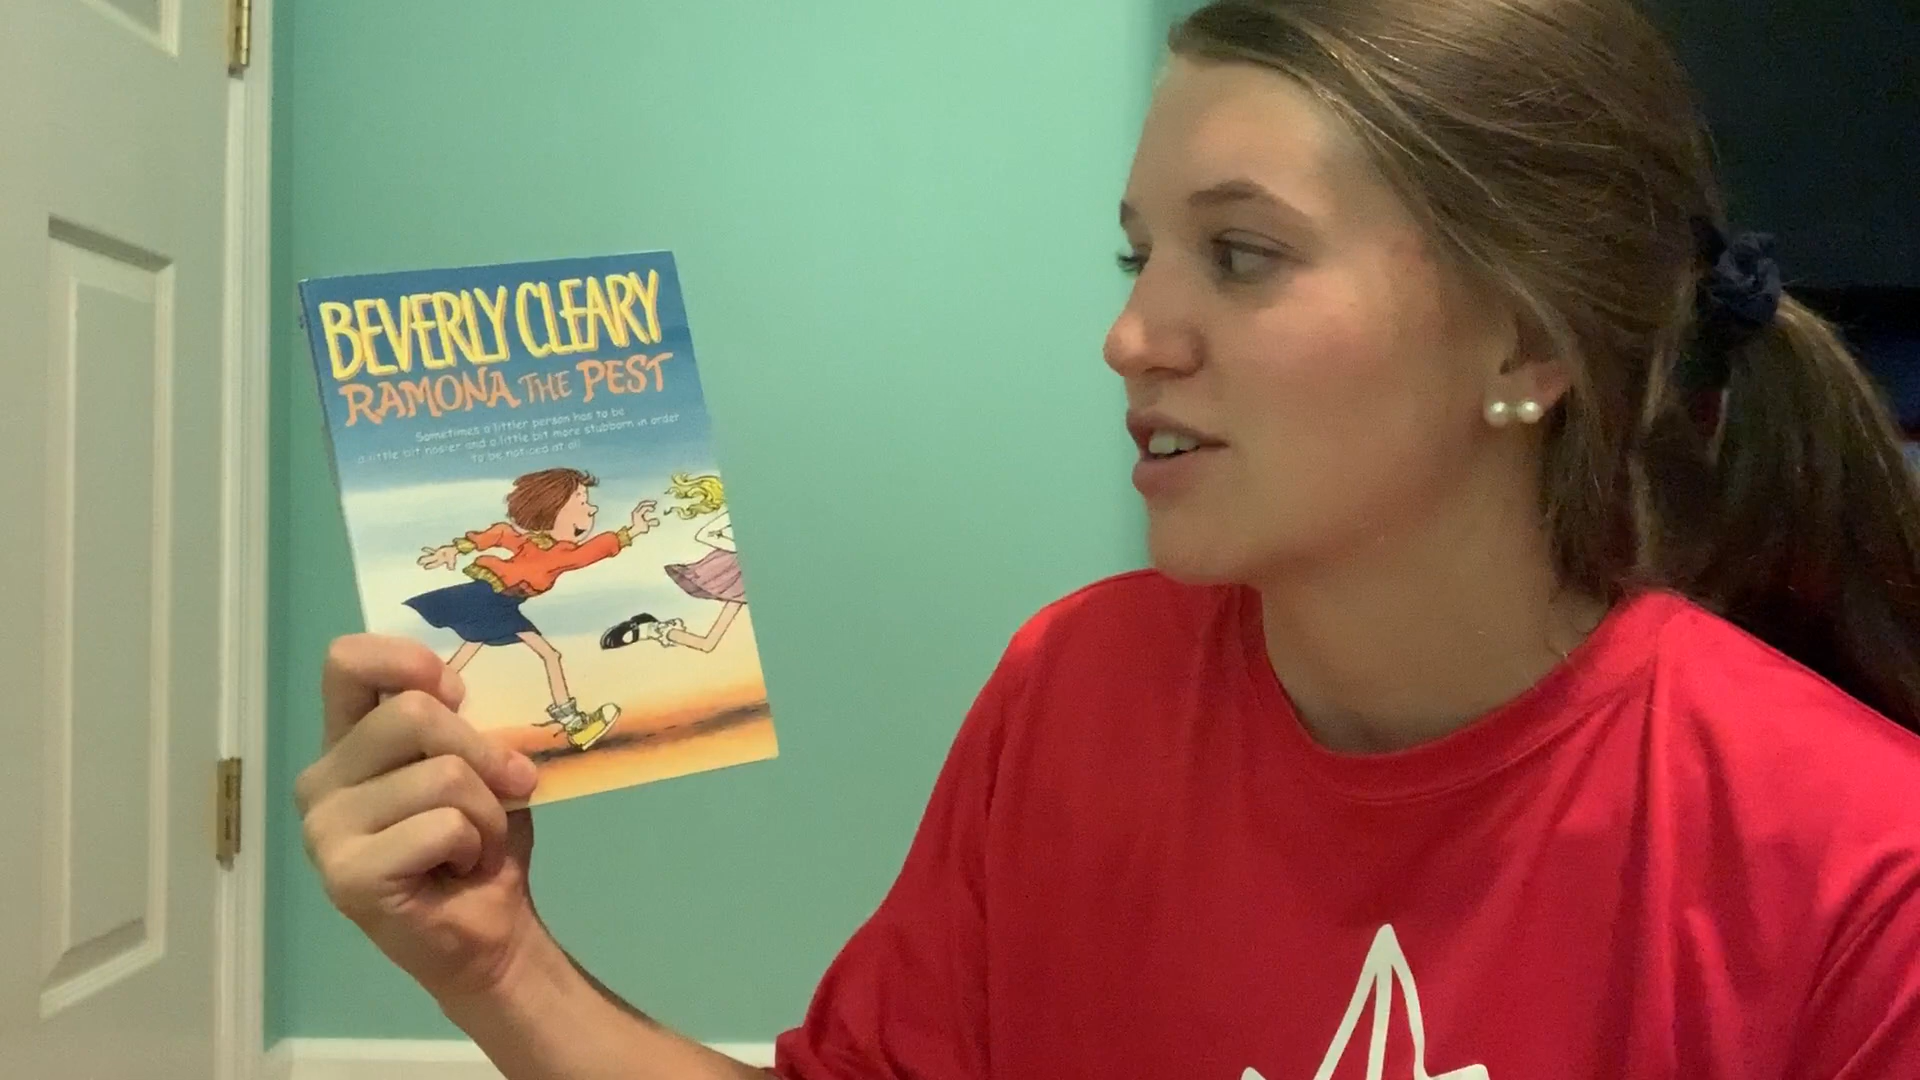 BEVERLY CLEARY
RAMONA THE PEST
Sometimes a littler person has to be
a little bit noisier and a little bit more stubborn in order
to be noticed at all